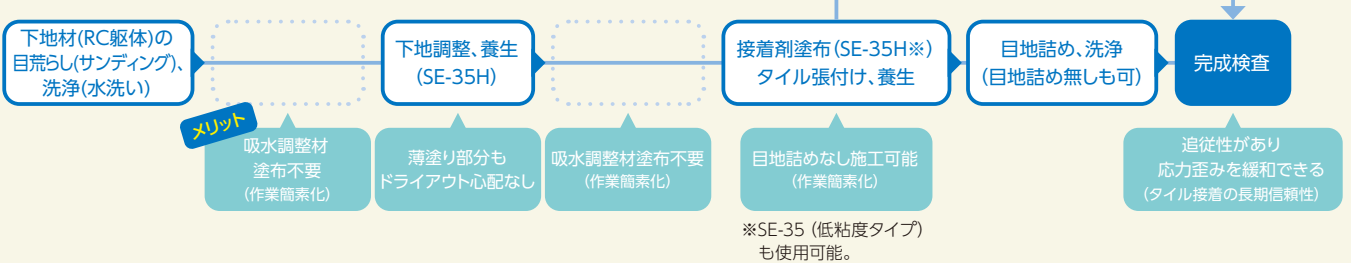 下地材(RC躯体)の
目荒らし(サンディング)、
洗浄(水洗い)
下地調整、養生
(SE-35H)
接着剤塗布(SE-35H※)
タイル張付け、養生
目地詰め、洗浄
(目地詰め無しも可)
完成検査
メリット
吸水調整材
塗布不要
(作業簡素化)
薄塗り部分も
ドライアウト心配なし
吸水調整材塗布不要
(作業簡素化)
目地詰めなし施工可能
(作業簡素化)
追従性があり
応力歪みを緩和できる
(タイル接着の長期信頼性)
※SE-35 (低粘度タイプ)
も使用可能。